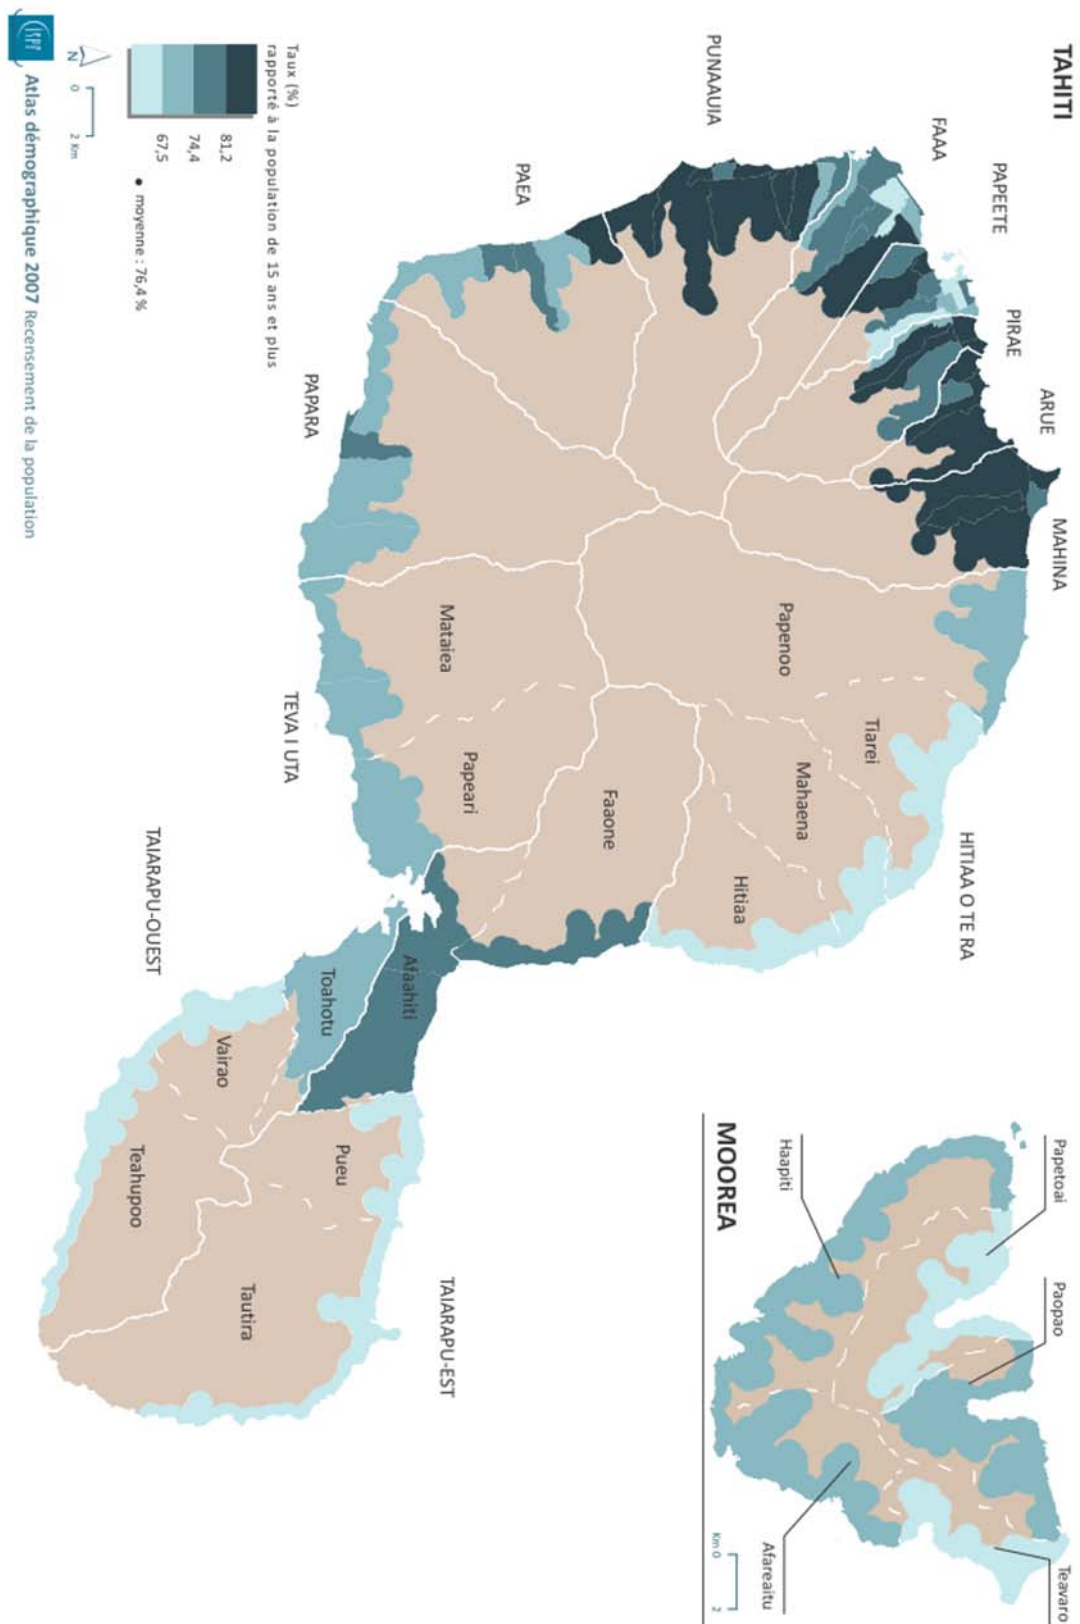 TAHITI
PUNAAUIA
FAAA
PAPEETE
PIRAE
ARUE
MAHINA
PAEA
PAPARA
TEVA I UTA
HITIAA O TE RA
TAIARAPU-OUEST
TAIARAPU-EST
Papenoo
Tiarei
Mahaena
Hitiaa
Mataiea
Papeari
Faaone
Afaahiti
Toahotu
Vairao
Teahupoo
Pueu
Tautira
MOOREA
Papetoai
Paopao
Haapiti
Afareaitu
Teavaro
Km 0 2
Taux (%)
rapporté à la population de 15 ans et plus
81,2
74,4
67,5
• moyenne : 76,4 %
N
0 2 Km
ISPF
Atlas démographique 2007 Recensement de la population